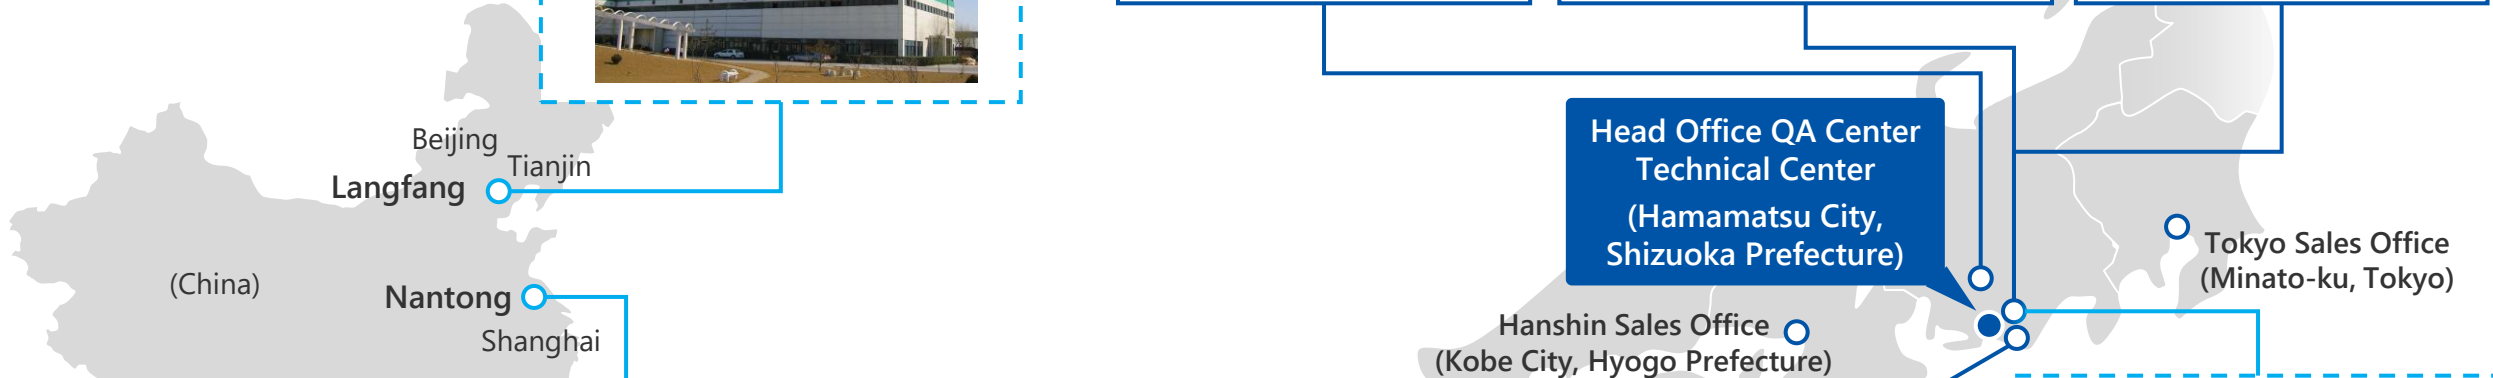 Beijing
Tianjin
Langfang
(China)
Nantong
Shanghai
Head Office QA Center
Technical Center
(Hamamatsu City,
Shizuoka Prefecture)
Tokyo Sales Office
(Minato-ku, Tokyo)
Hanshin Sales Office
(Kobe City, Hyogo Prefecture)